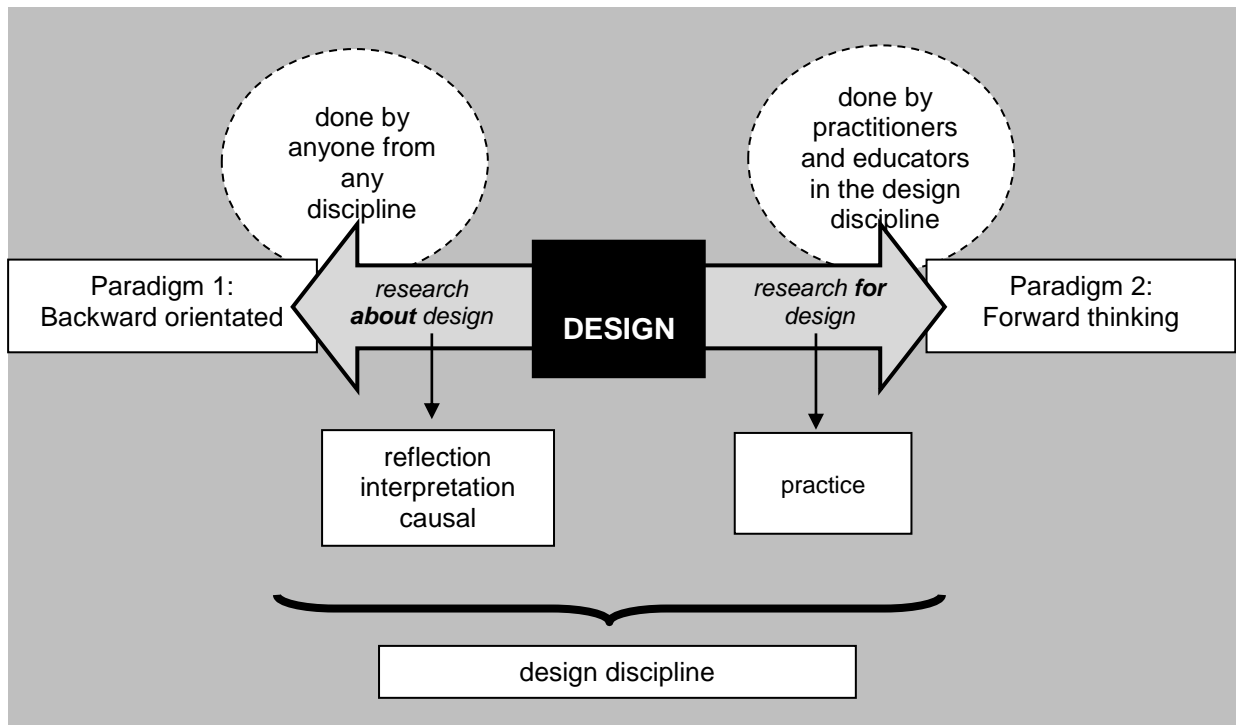 done by
anyone from
any
discipline
done by
practitioners
and educators
in the design
discipline
Paradigm 1:
Backward orientated
research
about design
DESIGN
research for
design
Paradigm 2:
Forward thinking
reflection
interpretation
causal
practice
design discipline